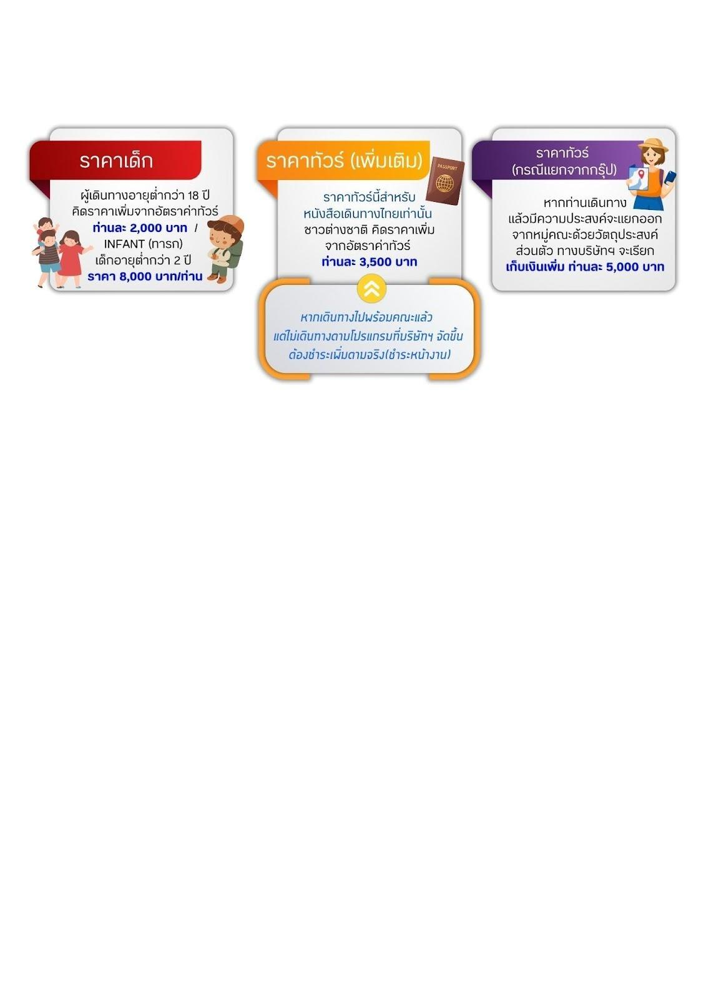 ราคาเด็ก
ผู้เดินทางอายุต่ำกว่า 18 ปี
คิดราคาเพิ่มจากอัตราค่าทัวร์
ท่านละ 2,000 บาท /
INFANT (ทารก)
เด็กอายุต่ำกว่า 2 ปี
ราคา 8,000 บาท/ท่าน
ราคาทัวร์ (เพิ่มเติม)
PASSPORT
ราคาทัวร์นี้สำหรับ
หนังสือเดินทางไทยเท่านั้น
ชาวต่างชาติ คิดราคาเพิ่ม
จากอัตราค่าทัวร์
ท่านละ 3,500 บาท
หากเดินทางไปพร้อมคณะแล้ว
แต่ไม่เดินทางตามโปรแกรมที่บริษัทฯ จัดขึ้น
ต้องชำระเพิ่มตามจริง(ชำระหน้างาน)
ราคาทัวร์
(กรณีแยกจากกรุ๊ป)
หากท่านเดินทาง
แล้วมีความประสงค์จะแยกออก
จากหมู่คณะด้วยวัตถุประสงค์
ส่วนตัว ทางบริษัทฯ จะเรียก
เก็บเงินเพิ่ม ท่านละ 5,000 บาท